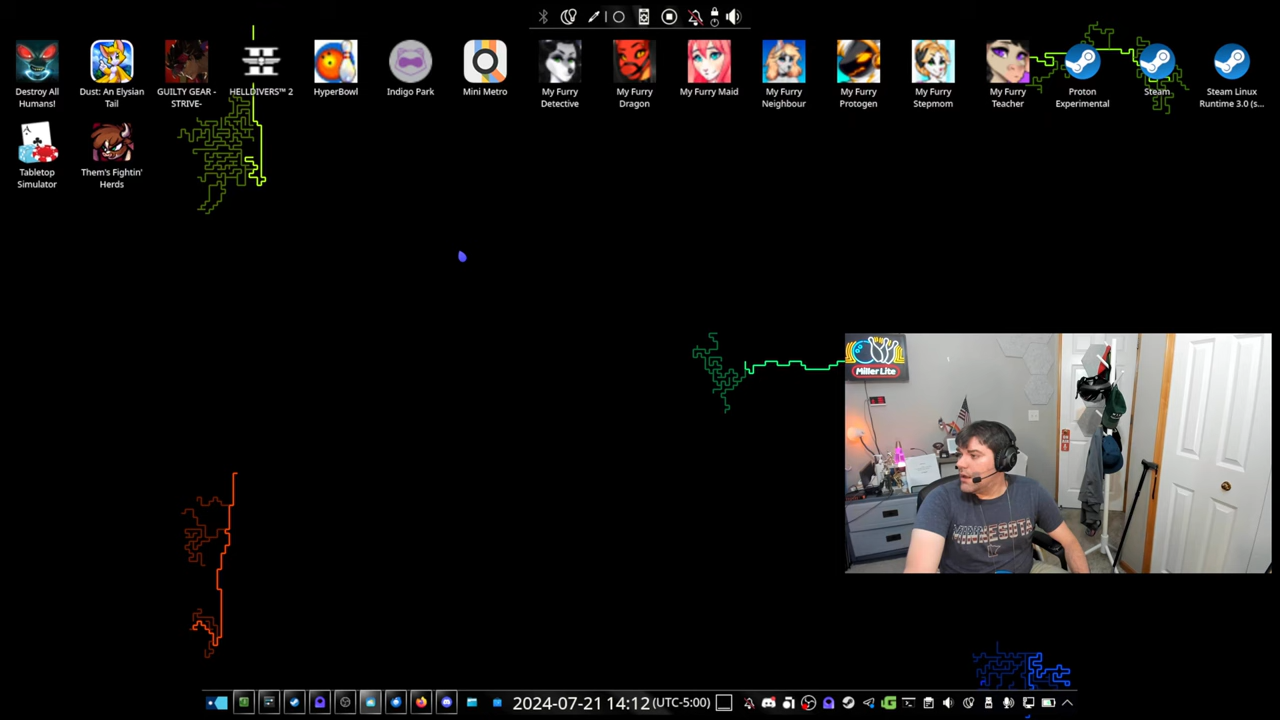 Destroy All
Humans!
Dust: An Elysian
Tail
GUILTY GEAR -
STRIVE-
HELLDIVERS™ 2
HyperBowl
Indigo Park
Mini Metro
My Furry
Detective
My Furry
Dragon
My Furry Maid
My Furry
Neighbour
My Furry
Protogen
My Furry
Stepmom
My Furry
Teacher
Proton
Experimental
Steam
Steam Linux
Runtime 3.0 (s...
Tabletop
Simulator
Them's Fightin'
Herds
Miller Lite
MINNESOTA
2024-07-21 14:12 (UTC-5:00)